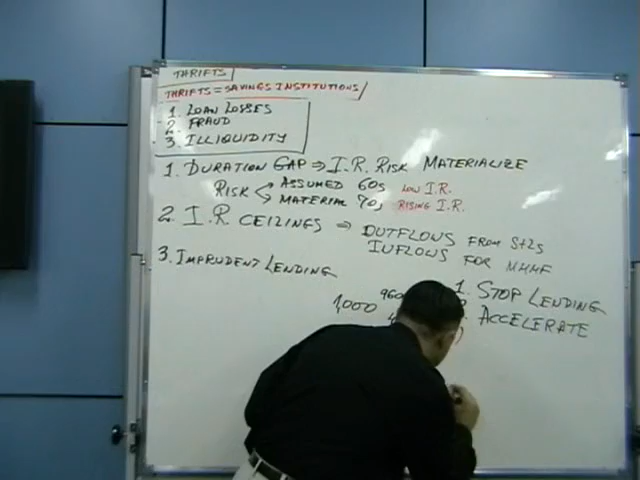 THRIFTS
THRIFTS = SAVINGS INSTITUTIONS
1. LOAN LOSSES
2. FRAUD
3. ILLIQUIDITY
1. DURATION GAP ⇒ I.R. RISK MATERIALIZE
RISK
ASSUMED 60s LOW I.R.
MATERIAL 70s RISING I.R.
2. I.R CEILINGS ⇒ OUTFLOWS FROM S+Ls
INFLOWS FOR MMMF
3. IMPRUDENT LENDING
1. STOP LENDING
1,000 960
ACCELERATE